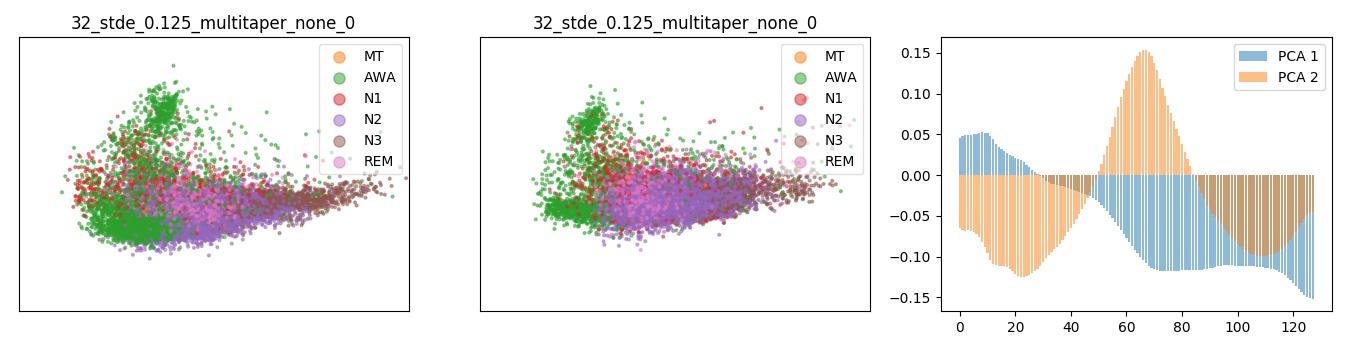 32_stde_0.125_multitaper_none_0
MT
AWA
N1
N2
N3
REM
32_stde_0.125_multitaper_none_0
MT
AWA
N1
N2
N3
REM
PCA 1
PCA 2
0.15
0.10
0.05
0.00
−0.05
−0.10
−0.15
0 20 40 60 80 100 120